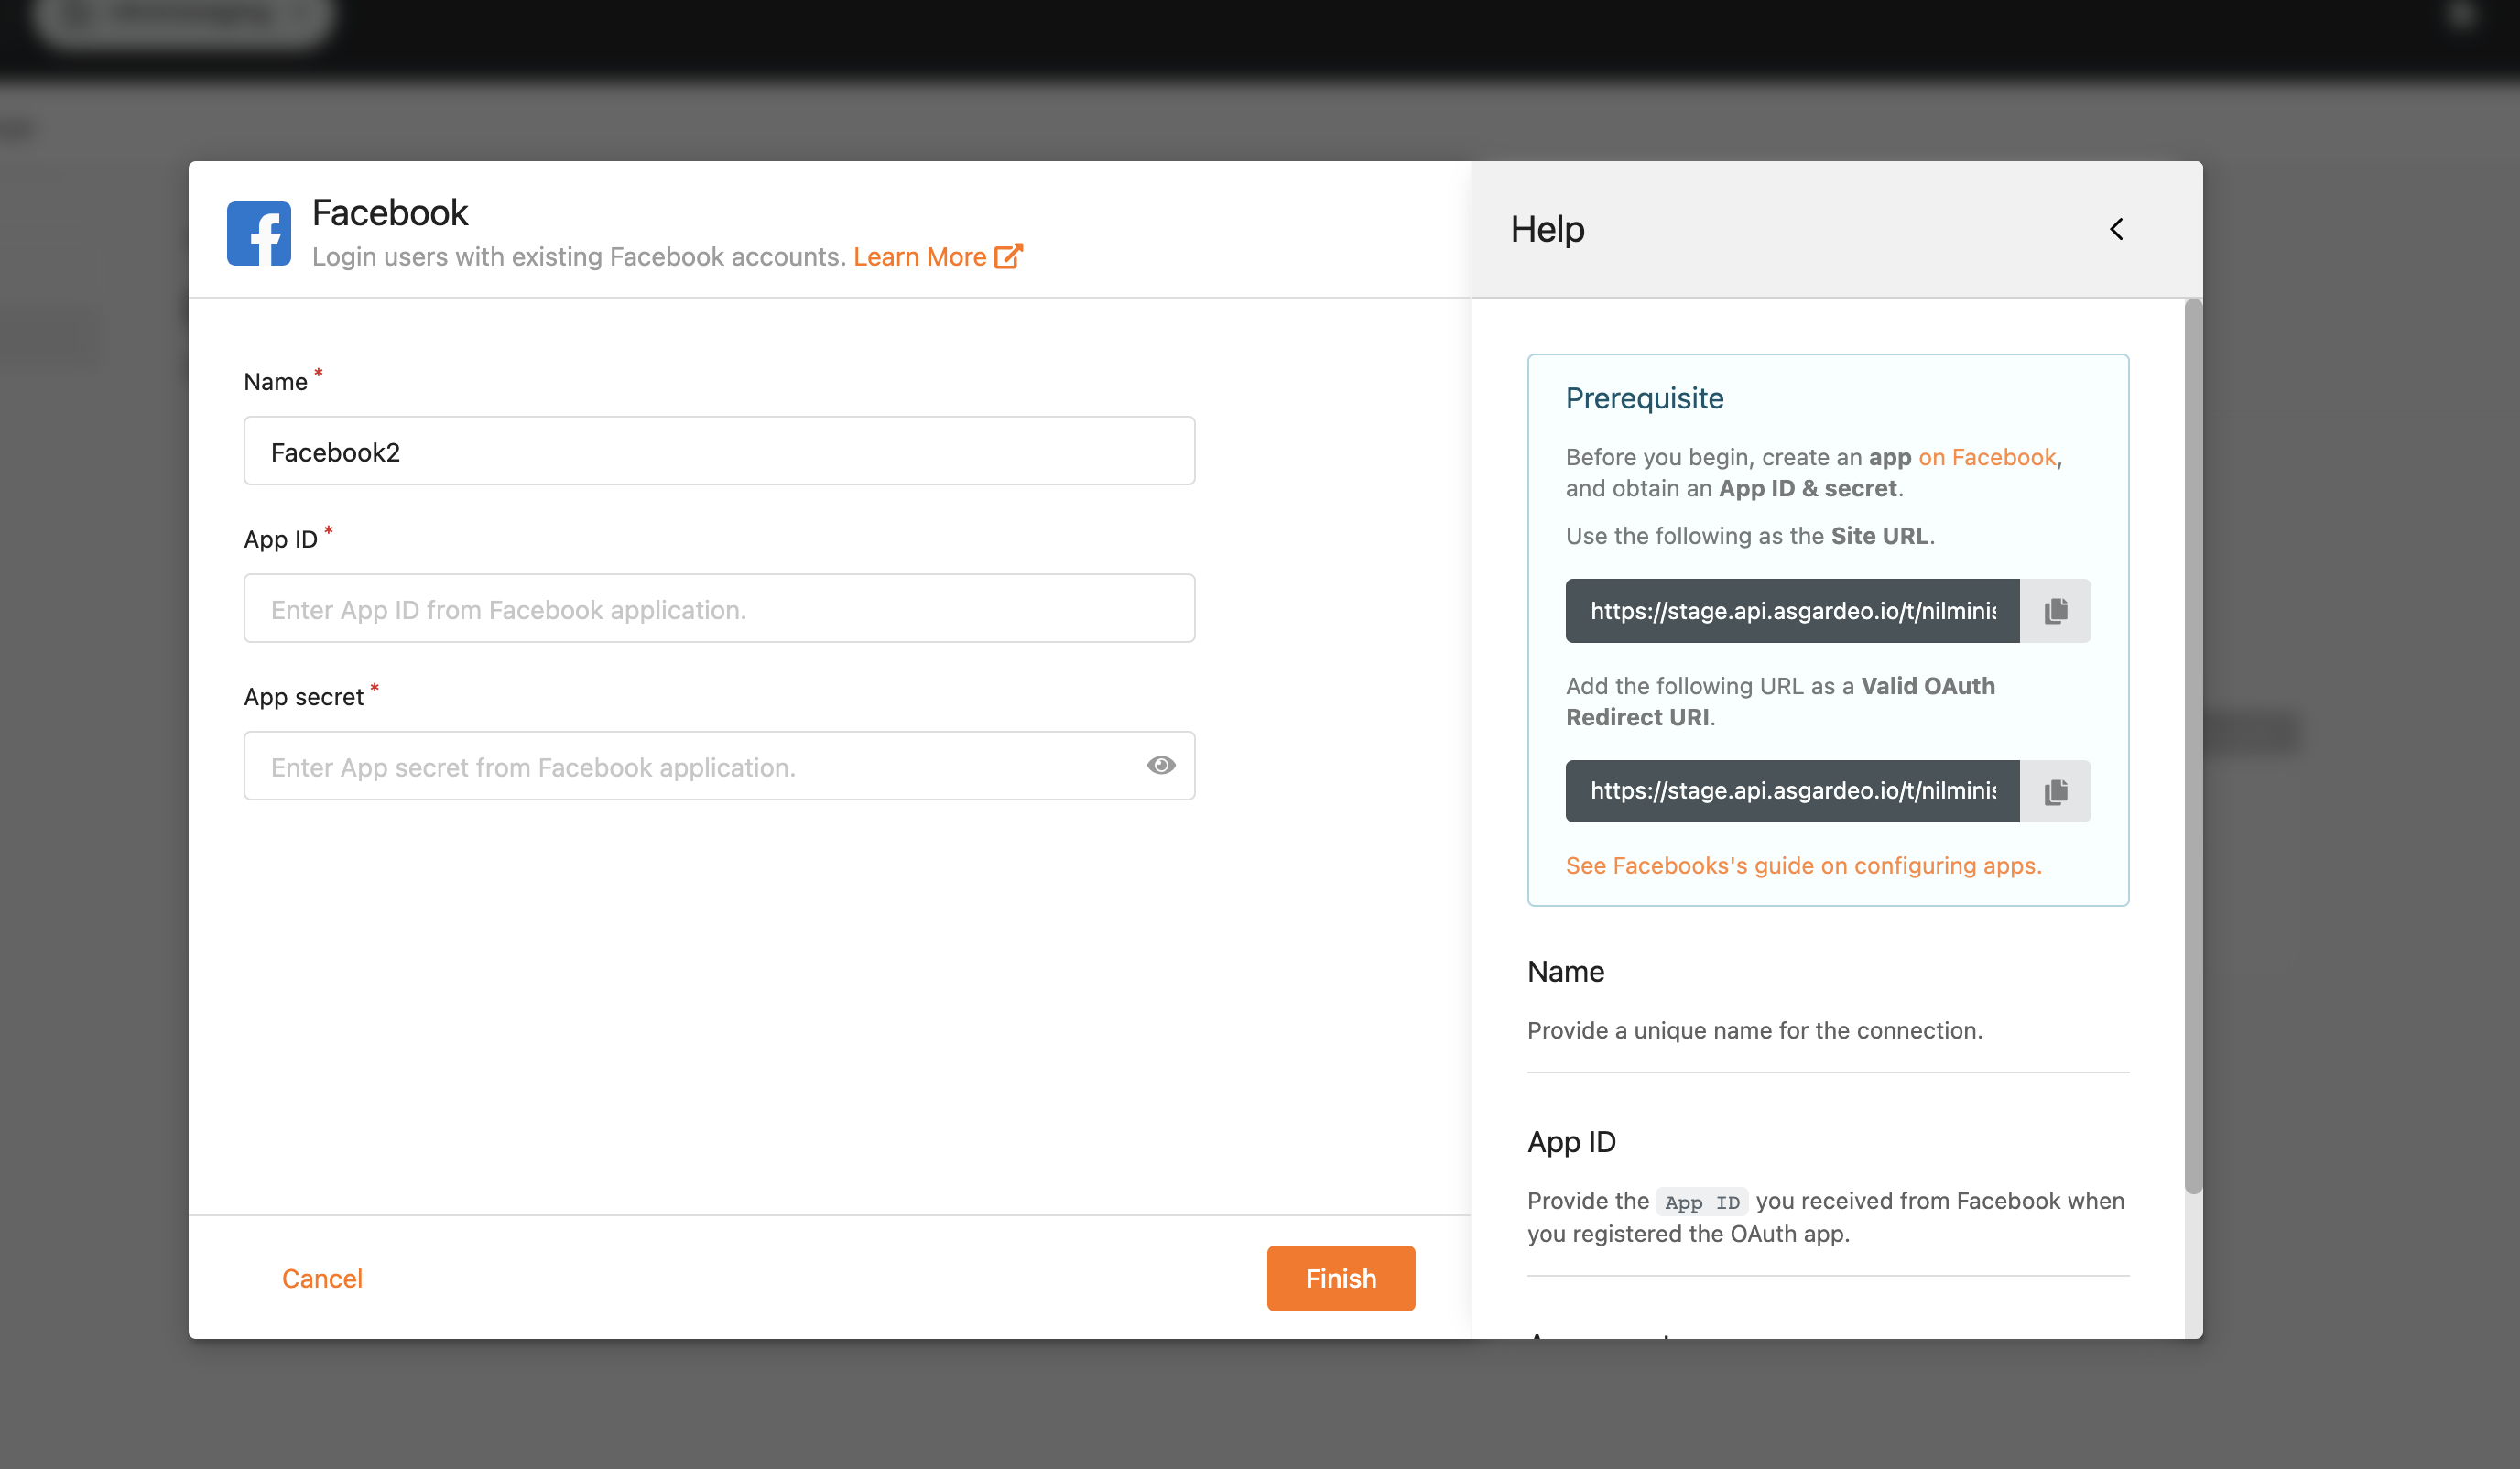 Facebook
Login users with existing Facebook accounts. Learn More
Name *
Facebook2
App ID *
Enter App ID from Facebook application.
App secret *
Enter App secret from Facebook application.
Cancel
Finish
Help
Prerequisite
Before you begin, create an app on Facebook,
and obtain an App ID & secret.
Use the following as the Site URL.
https://stage.api.asgardeo.io/t/nilminis
Add the following URL as a Valid OAuth
Redirect URI.
https://stage.api.asgardeo.io/t/nilminis
See Facebooks's guide on configuring apps.
Name
Provide a unique name for the connection.
App ID
Provide the App ID you received from Facebook when
you registered the OAuth app.